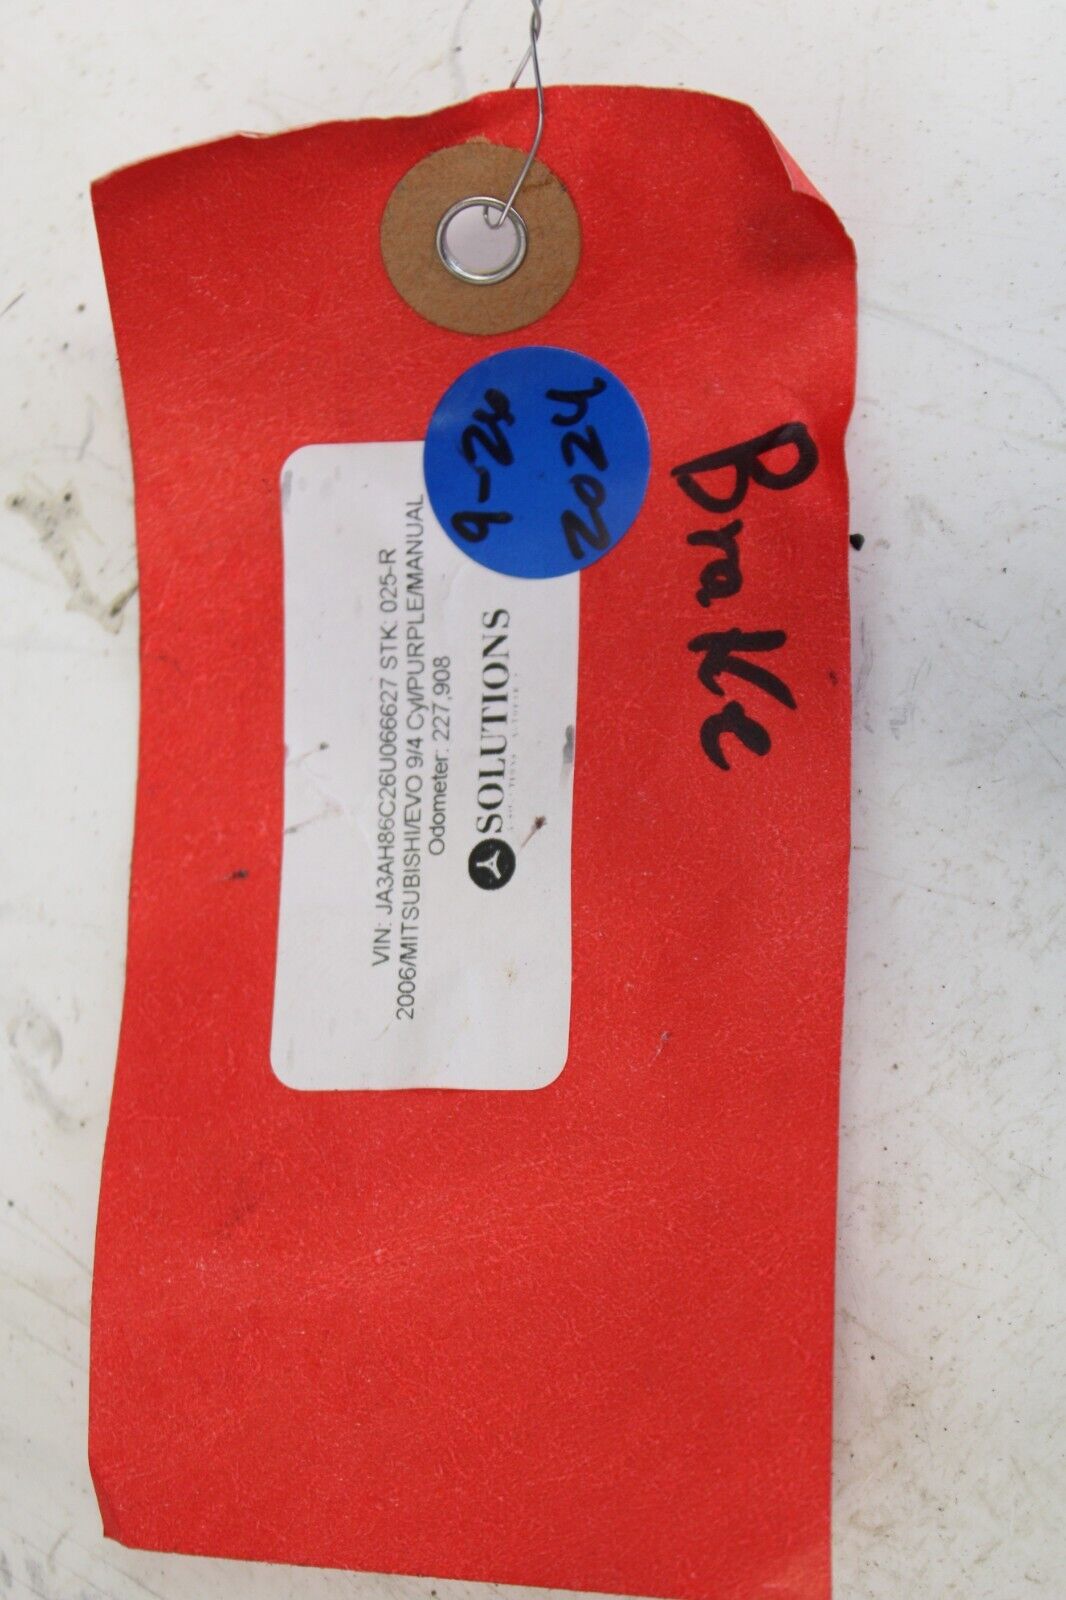 VIN: JA3AH86C26U066627 STK: 025-R
2006/MITSUBISHI/EVO 9/4 Cyl/PURPLE/MANUAL
Odometer: 227,908
SOLUTIONS
9-26
2024
Brake